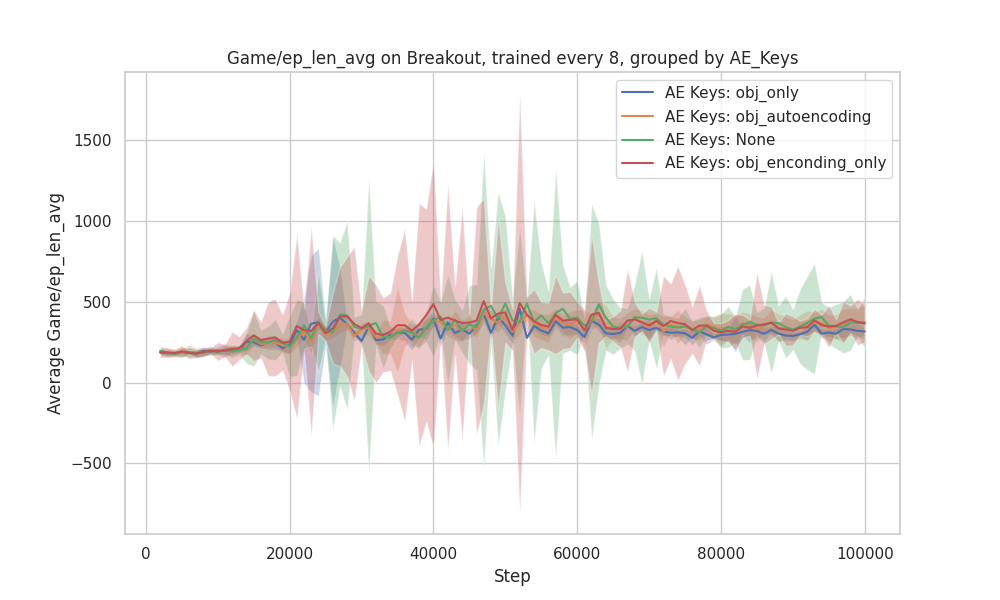 Game/ep_len_avg on Breakout, trained every 8, grouped by AE_Keys
AE Keys: obj_only
AE Keys: obj_autoencoding
AE Keys: None
AE Keys: obj_enconding_only
Average Game/ep_len_avg
1500
1000
500
0
−500
0
20000
40000
60000
80000
100000
Step